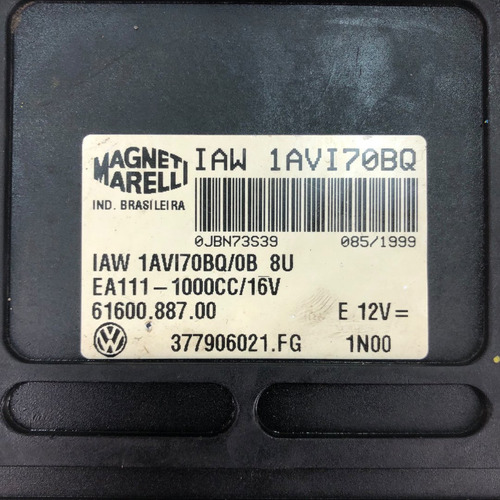 MAGNETI MARELLI
IND. BRASILEIRA
IAW 1AVI70BQ
0JBN73S39 085/1999
IAW 1AVI70BQ/0B 8U
EA111-1000CC/16V
61600.887.00 E 12V=
377906021.FG 1N00